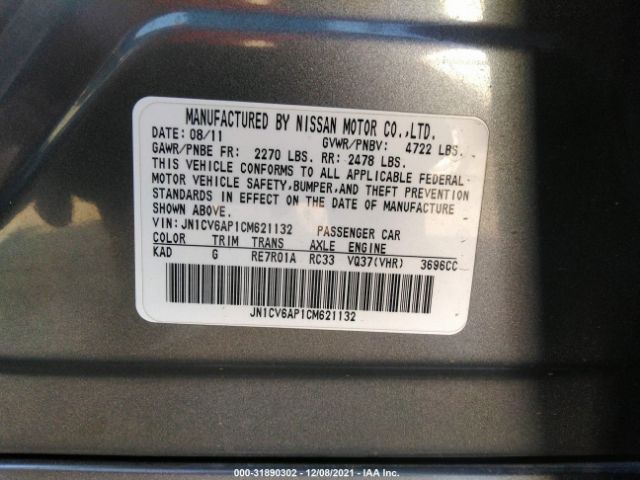 MANUFACTURED BY NISSAN MOTOR CO.,LTD.
DATE: 08/11 GVWR/PNBV: 4722 LBS.
GAWR/PNBE FR: 2270 LBS. RR: 2478 LBS.
THIS VEHICLE CONFORMS TO ALL APPLICABLE FEDERAL
MOTOR VEHICLE SAFETY,BUMPER,AND THEFT PREVENTION
STANDARDS IN EFFECT ON THE DATE OF MANUFACTURE
SHOWN ABOVE.
VIN: JN1CV6AP1CM621132 PASSENGER CAR
COLOR TRIM TRANS AXLE ENGINE
KAD G RE7R01A RC33 VQ37(VHR) 3696CC
JN1CV6AP1CM621132
000-31890302 - 12/08/2021 - IAA Inc.